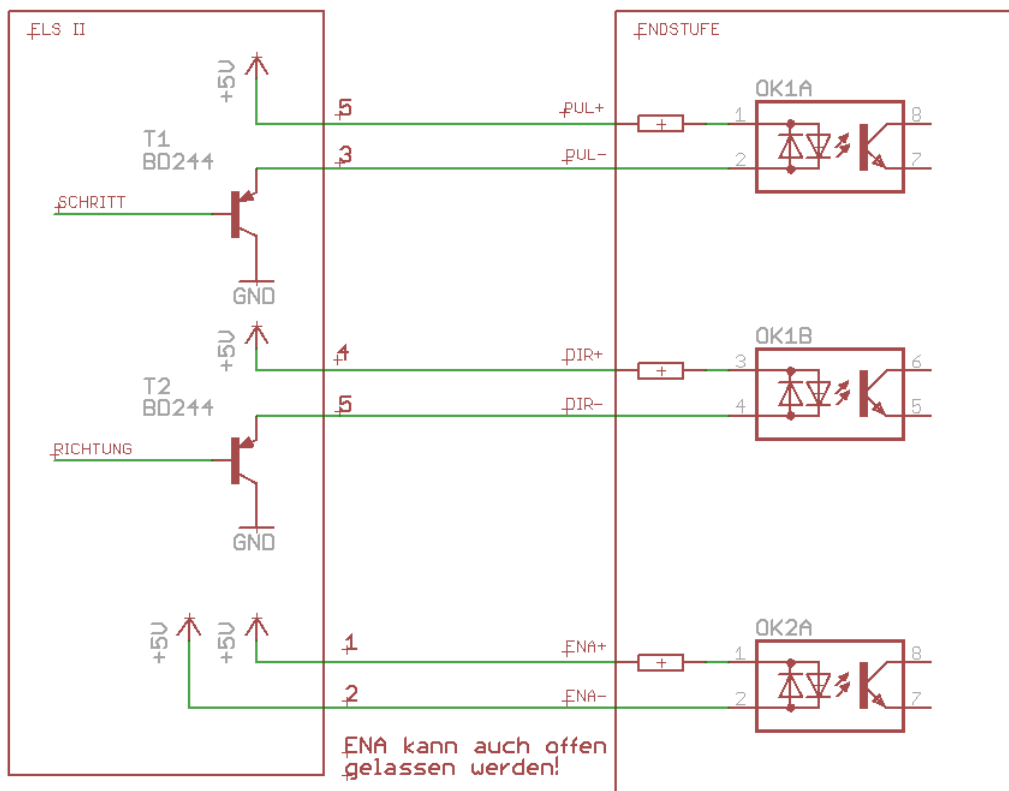 ELS II
ENDSTUFE
+5V
T1
BD244
5
PUL+
OK1A
1
8
3
PUL-
2
7
SCHRITT
GND
+5V
T2
BD244
4
DIR+
OK1B
3
6
5
DIR-
4
5
RICHTUNG
GND
+5V
+5V
1
ENA+
OK2A
1
8
2
ENA-
2
7
ENA kann auch offen
gelassen werden!